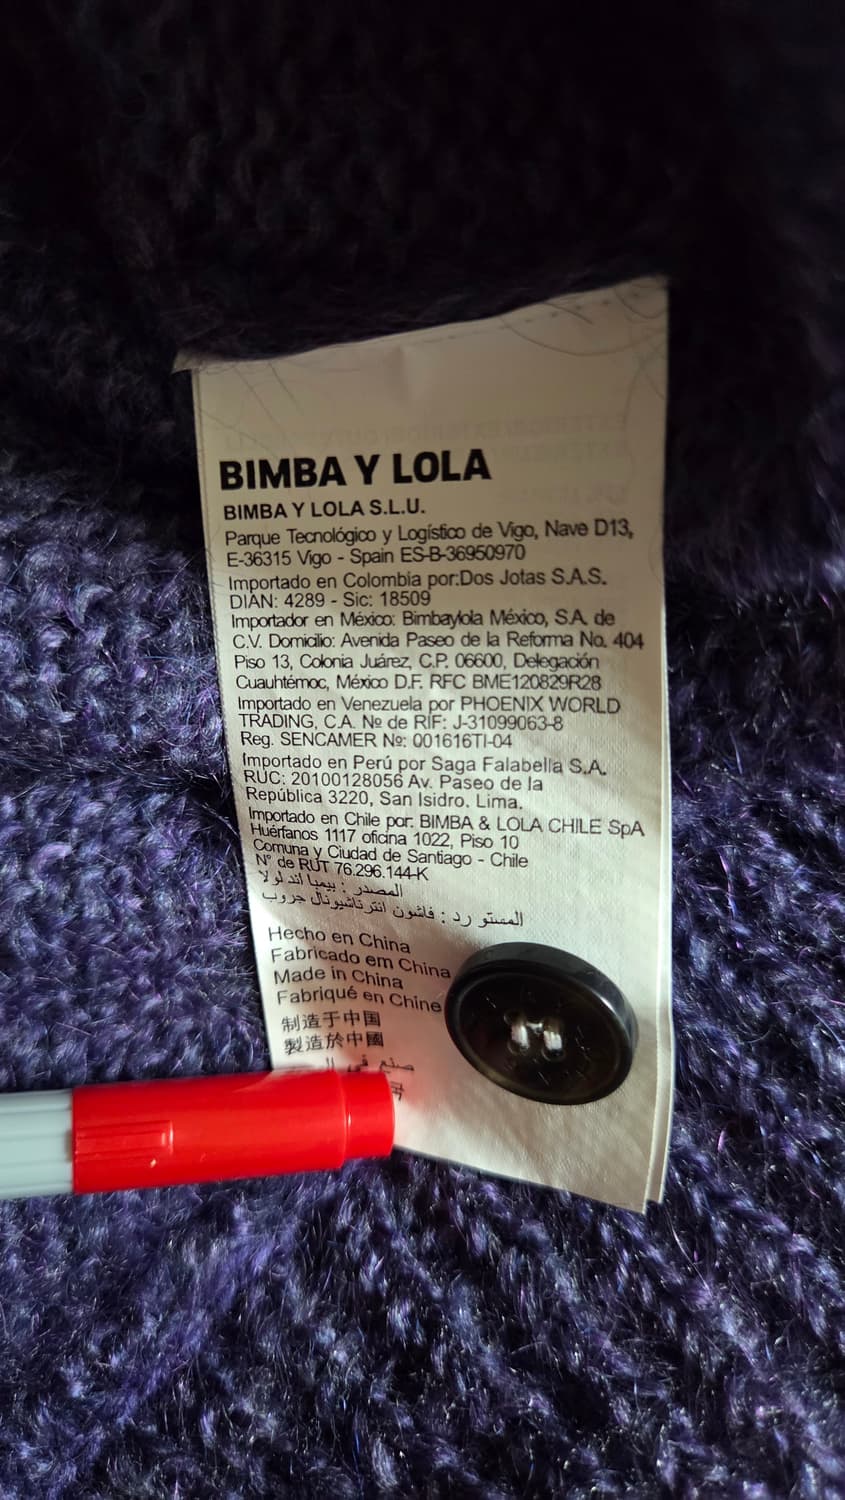 BIMBA Y LOLA
BIMBA Y LOLA S.L.U.
Parque Tecnológico y Logístico de Vigo, Nave D13,
E-36315 Vigo - Spain ES-B-36950970
Importado en Colombia por:Dos Jotas S.A.S.
DIAN: 4289 - Sic: 18509
Importador en México: Bimbaylola México, S.A. de
C.V. Domicilio: Avenida Paseo de la Reforma No. 404
Piso 13, Colonia Juárez, C.P. 06600, Delegación
Cuauhtémoc, México D.F. RFC BME120829R28
Importado en Venezuela por PHOENIX WORLD
TRADING, C.A. Nº de RIF: J-31099063-8
Reg. SENCAMER Nº: 001616TI-04
Importado en Perú por Saga Falabella S.A.
RUC: 20100128056 Av. Paseo de la
República 3220, San Isidro. Lima.
Importado en Chile por: BIMBA & LOLA CHILE SpA
Huérfanos 1117 oficina 1022, Piso 10
Comuna y Ciudad de Santiago - Chile
N° de RUT 76.296.144-K
المصدر : بيمبا اند لولا
المستو رد : فاشون انترناشيونال جروب
Hecho en China
Fabricado em China
Made in China
Fabriqué en Chine
制造于中国
製造於中國
صنع في